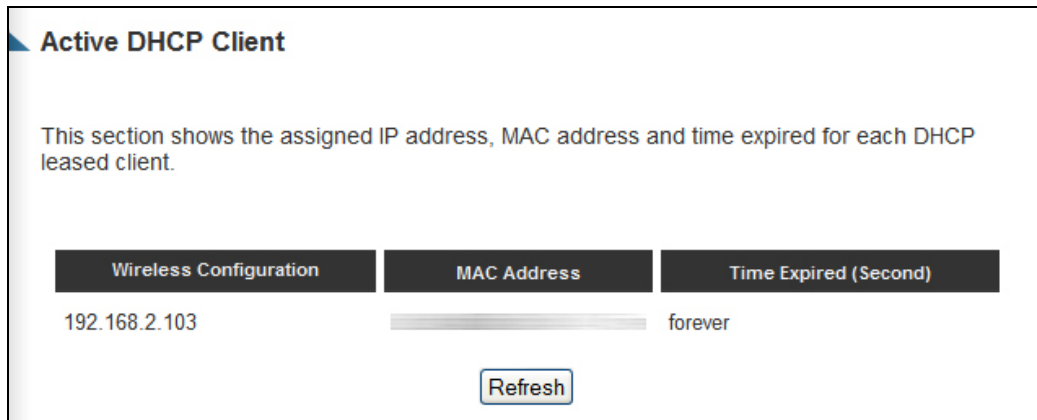 Active DHCP Client
This section shows the assigned IP address, MAC address and time expired for each DHCP
leased client.
Wireless Configuration MAC Address Time Expired (Second)
192.168.2.103 forever
Refresh